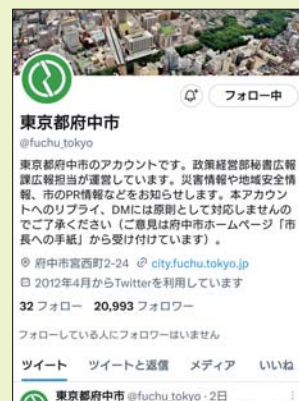 フォロー中
東京都府中市
@fuchu_tokyo
東京都府中市のアカウントです。政策経営部秘書広報
課広報担当が運営しています。災害情報や地域安全情
報、市のPR情報などをお知らせします。本アカウン
トへのリプライ、DMには原則として対応しませんの
でご了承ください（ご意見は府中市ホームページ「市
長への手紙」から受け付けています）。
府中市宮西町2-24 city.fuchu.tokyo.jp
2012年4月からTwitterを利用しています
32 フォロー 20,993 フォロワー
フォローしている人にフォロワーはいません
ツイート ツイートと返信 メディア いいね
東京都府中市 @fuchu_tokyo・2日